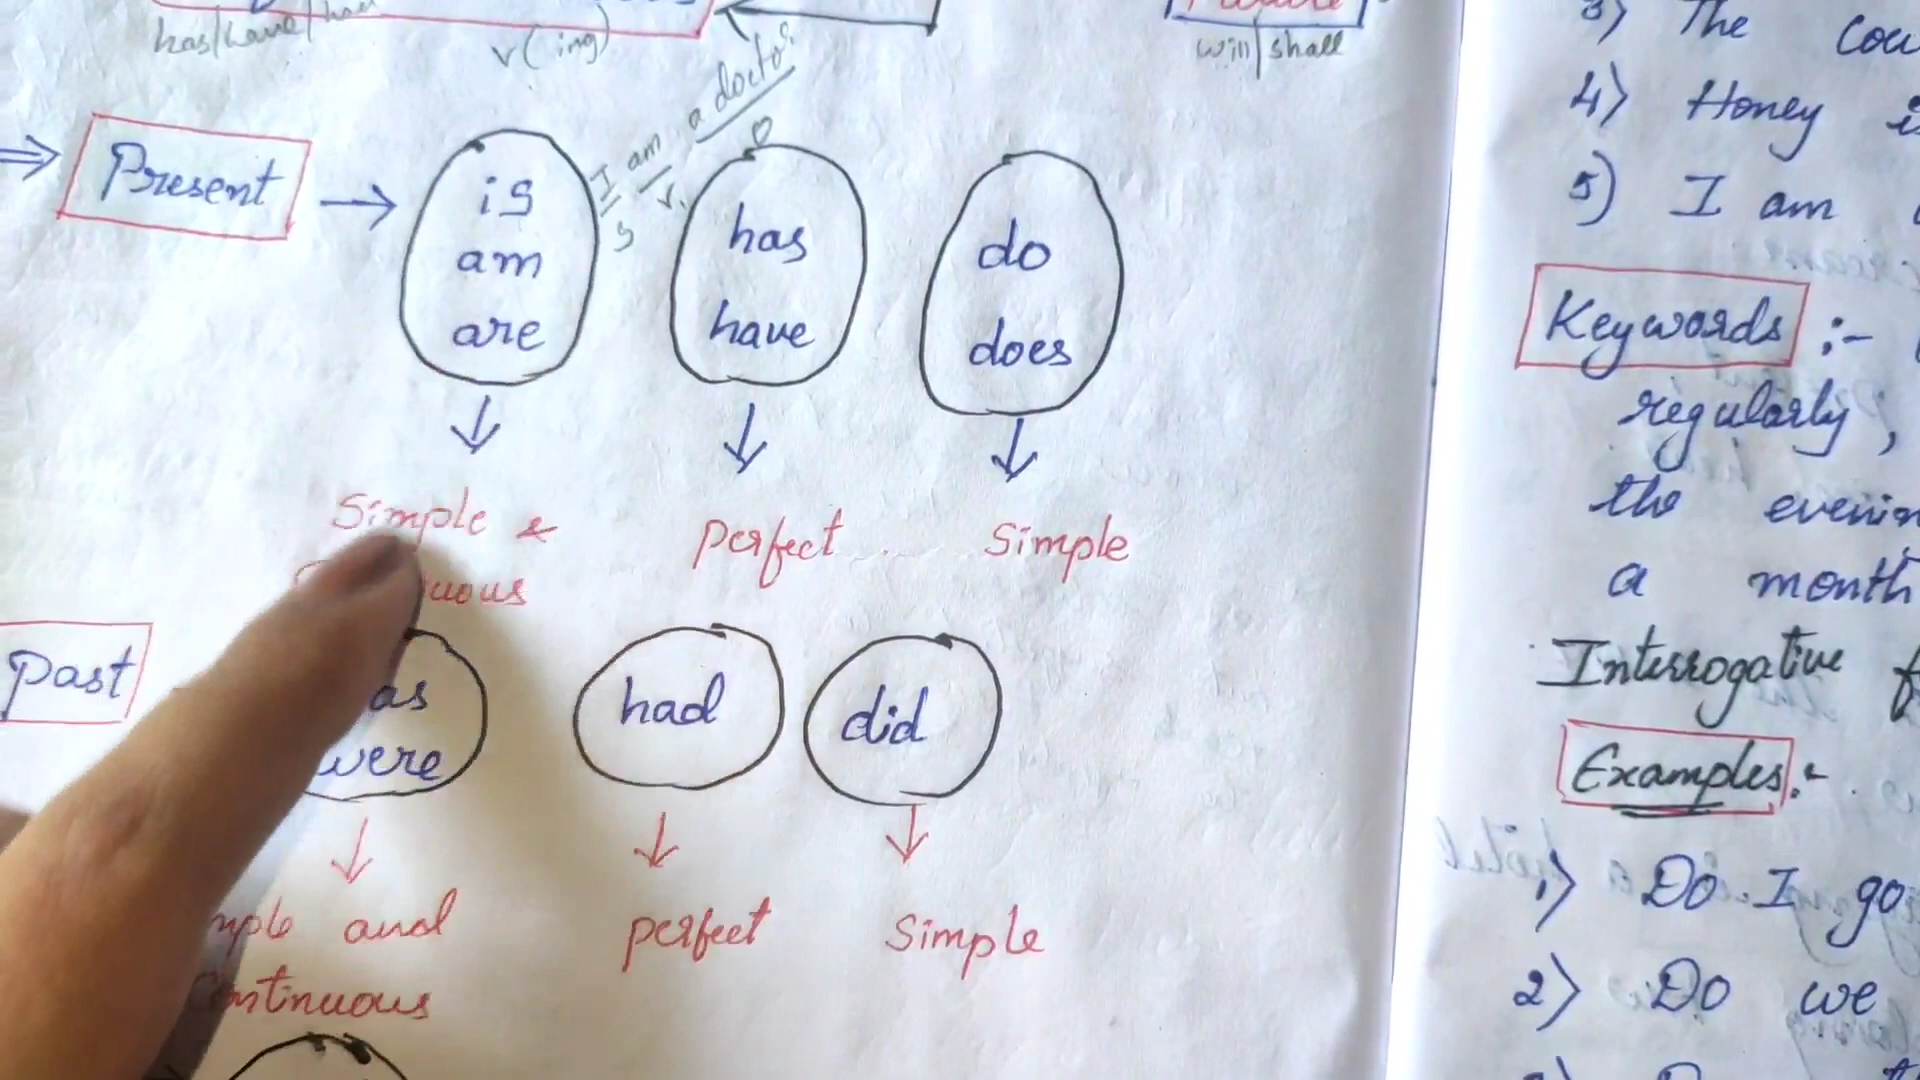 has/have/had
v(ing)
will/shall
I am a doctor
S V. O
Present
is
am
are
has
have
do
does
Simple &
perfect
Simple
Past
were
had
did
and
perfect
Simple
Continuous
3) The
4) Honey
5) I am
Keywords :-
regularly,
the
a month
Interrogative
Examples:-
1) Do I go
2) Do we